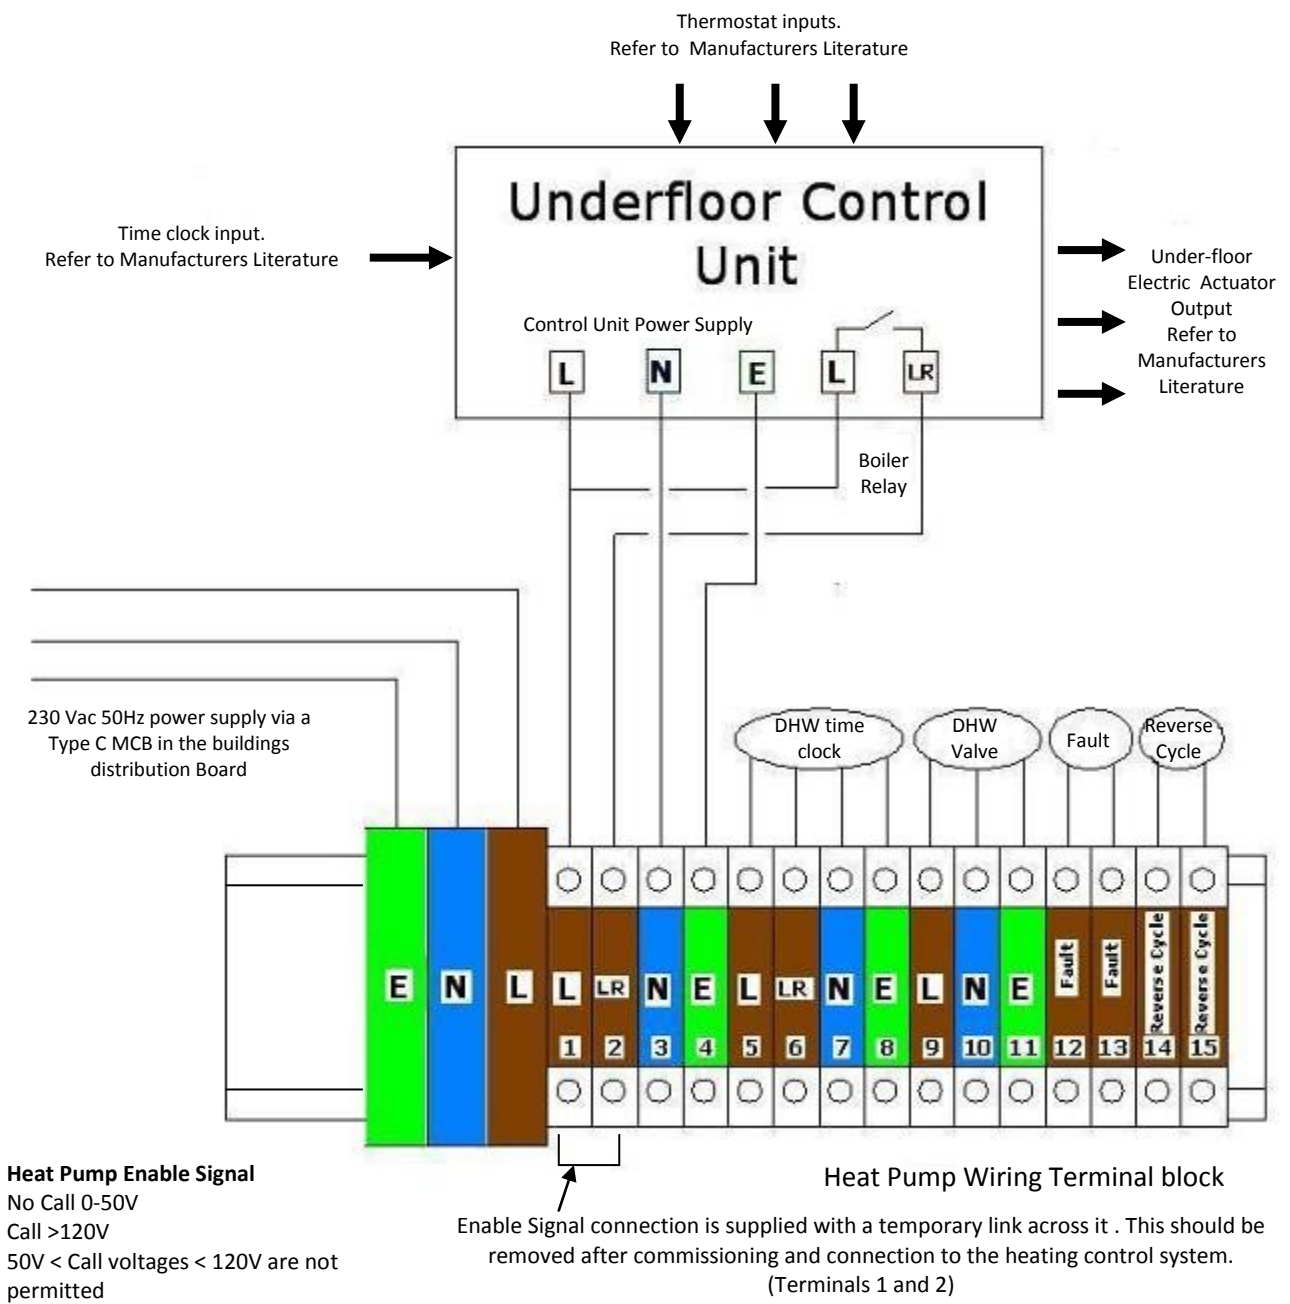 Thermostat inputs.
Refer to Manufacturers Literature
Underfloor Control
Unit
Time clock input.
Refer to Manufacturers Literature
Under-floor
Electric Actuator
Output
Refer to
Manufacturers
Literature
Control Unit Power Supply
L N E L LR
Boiler
Relay
230 Vac 50Hz power supply via a
Type C MCB in the buildings
distribution Board
DHW time
clock
DHW
Valve
Fault
Reverse
Cycle
E N L L LR N E L LR N E L N E Fault Fault Revers Cycle Revers Cycle
1 2 3 4 5 6 7 8 9 10 11 12 13 14 15
Heat Pump Wiring Terminal block
Heat Pump Enable Signal
No Call 0-50V
Call >120V
50V < Call voltages < 120V are not
permitted
Enable Signal connection is supplied with a temporary link across it . This should be
removed after commissioning and connection to the heating control system.
(Terminals 1 and 2)